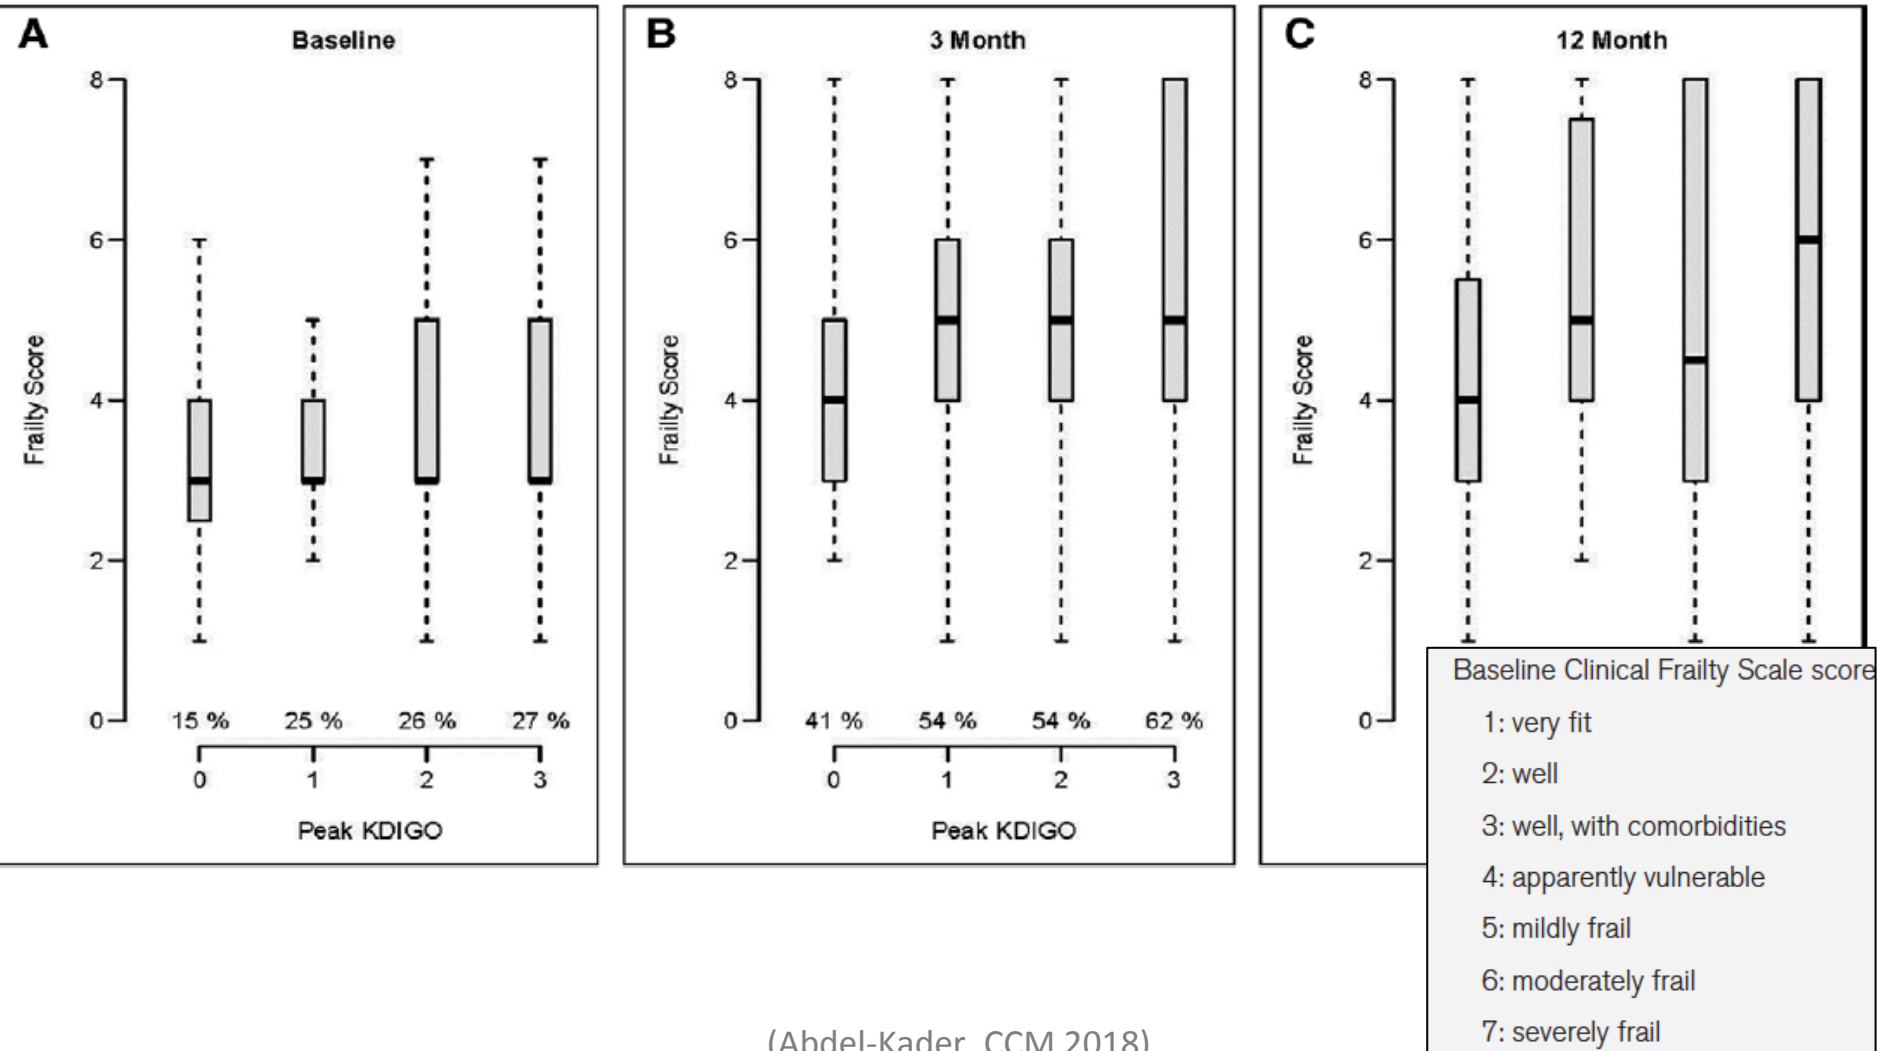 A
Baseline
8
6
4
2
0
Frailty Score
15 % 25 % 26 % 27 %
0 1 2 3
Peak KDIGO
B
3 Month
8
6
4
2
0
Frailty Score
41 % 54 % 54 % 62 %
0 1 2 3
Peak KDIGO
C
12 Month
8
6
4
2
0
Frailty Score
Baseline Clinical Frailty Scale score
1: very fit
2: well
3: well, with comorbidities
4: apparently vulnerable
5: mildly frail
6: moderately frail
7: severely frail
(Abdel-Kader, CCM 2018)